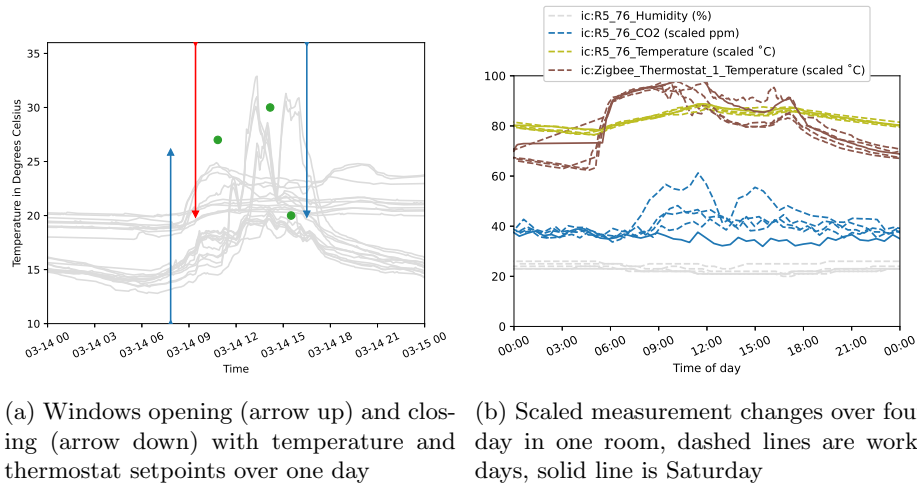 35
30
25
20
15
10
Temperature in Degrees Celsius
03-14 00
03-14 03
03-14 06
03-14 09
03-14 12
03-14 15
03-14 18
03-14 21
03-15 00
Time
ic:R5_76_Humidity (%)
ic:R5_76_CO2 (scaled ppm)
ic:R5_76_Temperature (scaled ˚C)
ic:Zigbee_Thermostat_1_Temperature (scaled ˚C)
100
80
60
40
20
0
00:00
03:00
06:00
09:00
12:00
15:00
18:00
21:00
00:00
Time of day
(a) Windows opening (arrow up) and clos-
ing (arrow down) with temperature and
thermostat setpoints over one day
(b) Scaled measurement changes over four
day in one room, dashed lines are work
days, solid line is Saturday